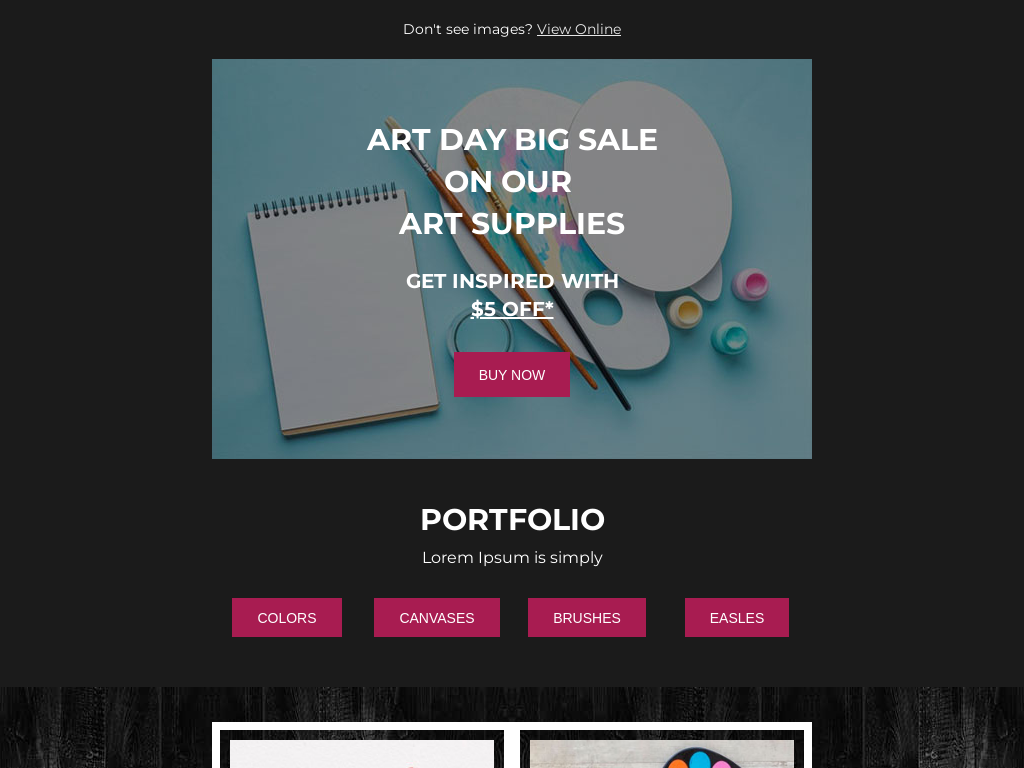 Don't see images? View Online
ART DAY BIG SALE
ON OUR
ART SUPPLIES
GET INSPIRED WITH
$5 OFF*
BUY NOW
PORTFOLIO
Lorem Ipsum is simply
COLORS
CANVASES
BRUSHES
EASLES